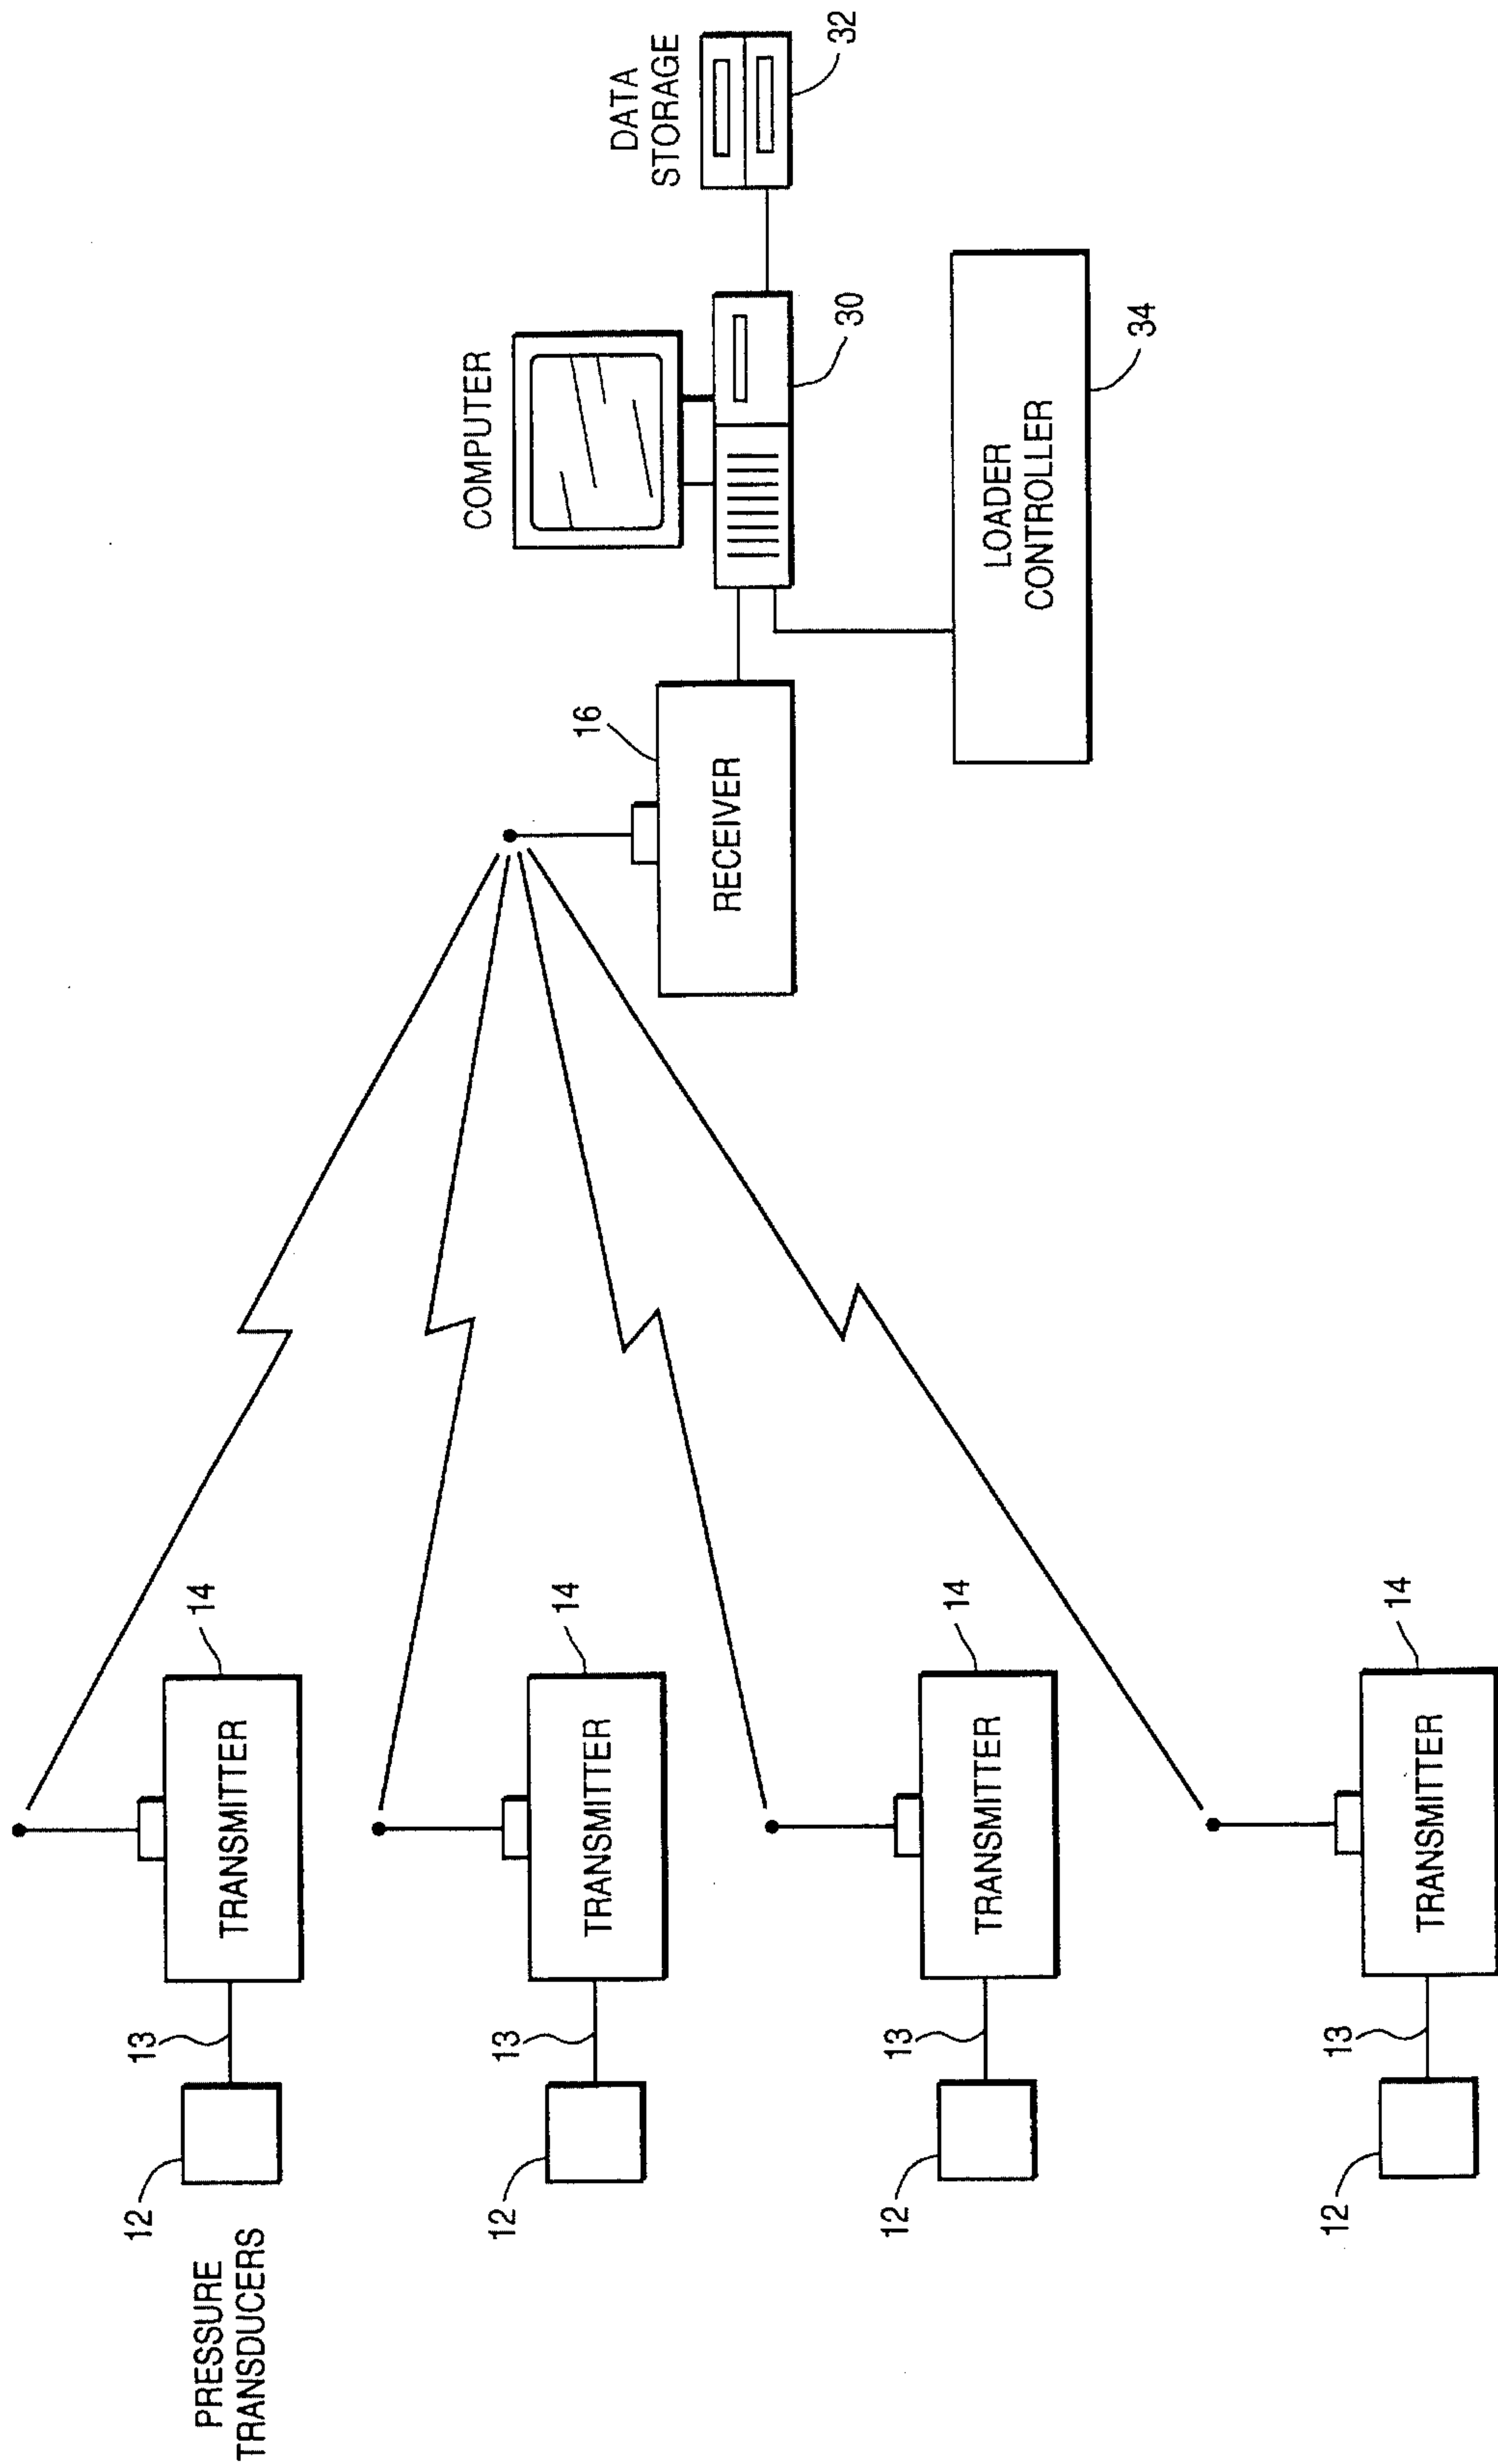 PRESSURE
TRANSDUCERS
12
13
TRANSMITTER
14
12
13
TRANSMITTER
14
12
13
TRANSMITTER
14
12
13
TRANSMITTER
14
RECEIVER
16
COMPUTER
30
DATA
STORAGE
32
LOADER
CONTROLLER
34